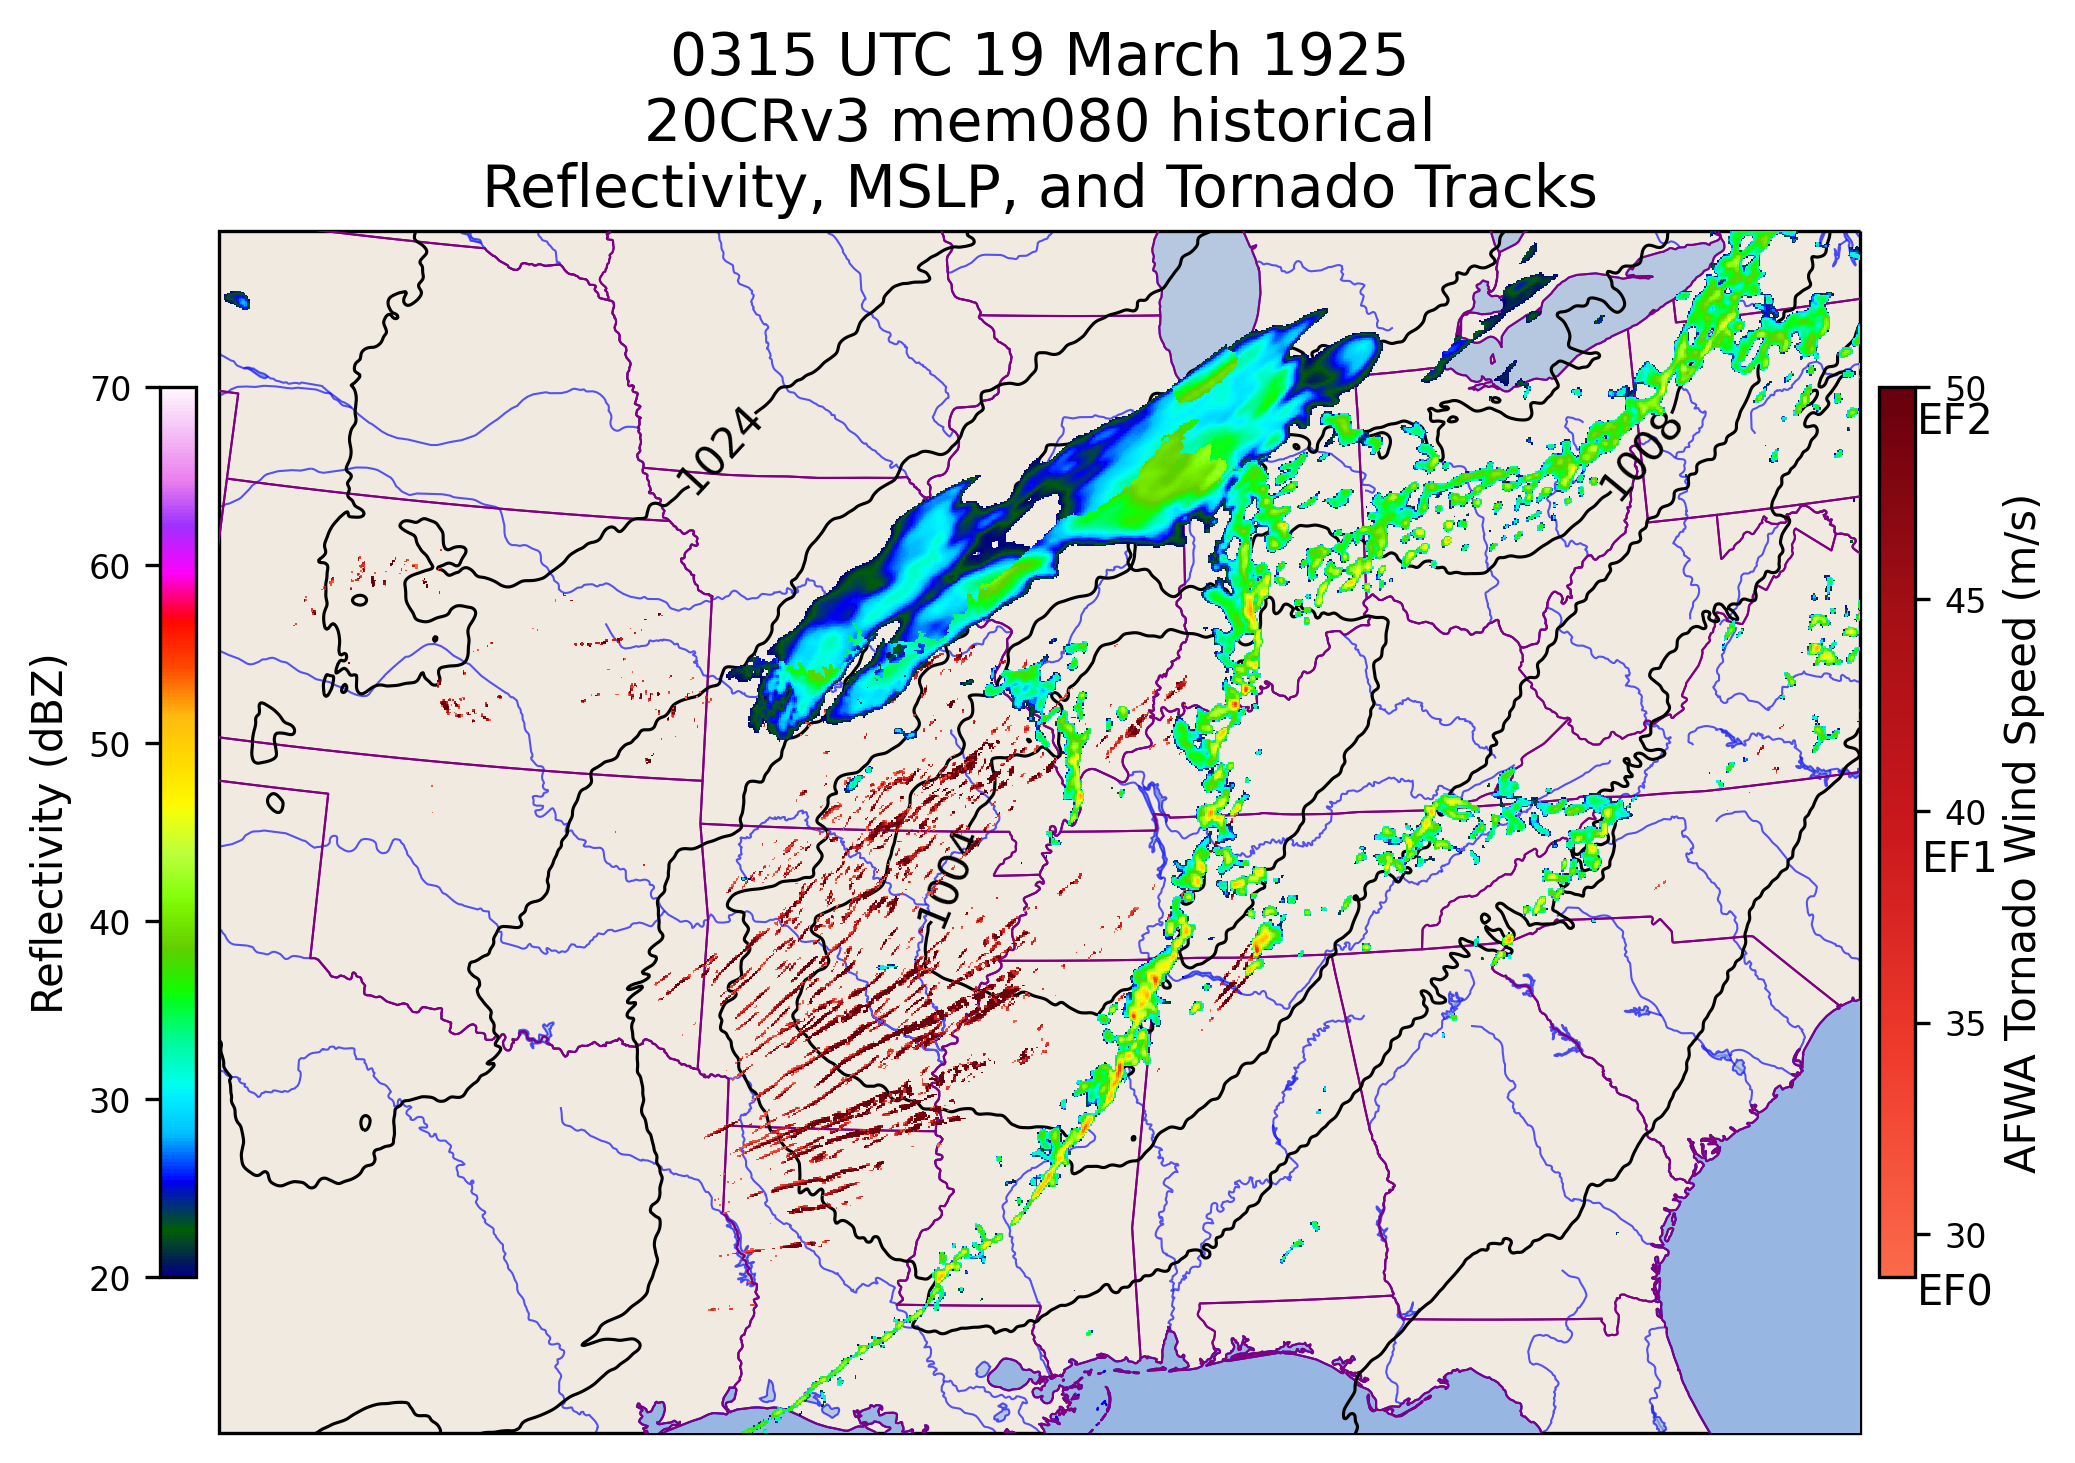 0315 UTC 19 March 1925
20CRv3 mem080 historical
Reflectivity, MSLP, and Tornado Tracks
Reflectivity (dBZ)
70
60
50
40
30
20
1024
1008
1004
50
EF2
45
40
EF1
35
30
EF0
AFWA Tornado Wind Speed (m/s)